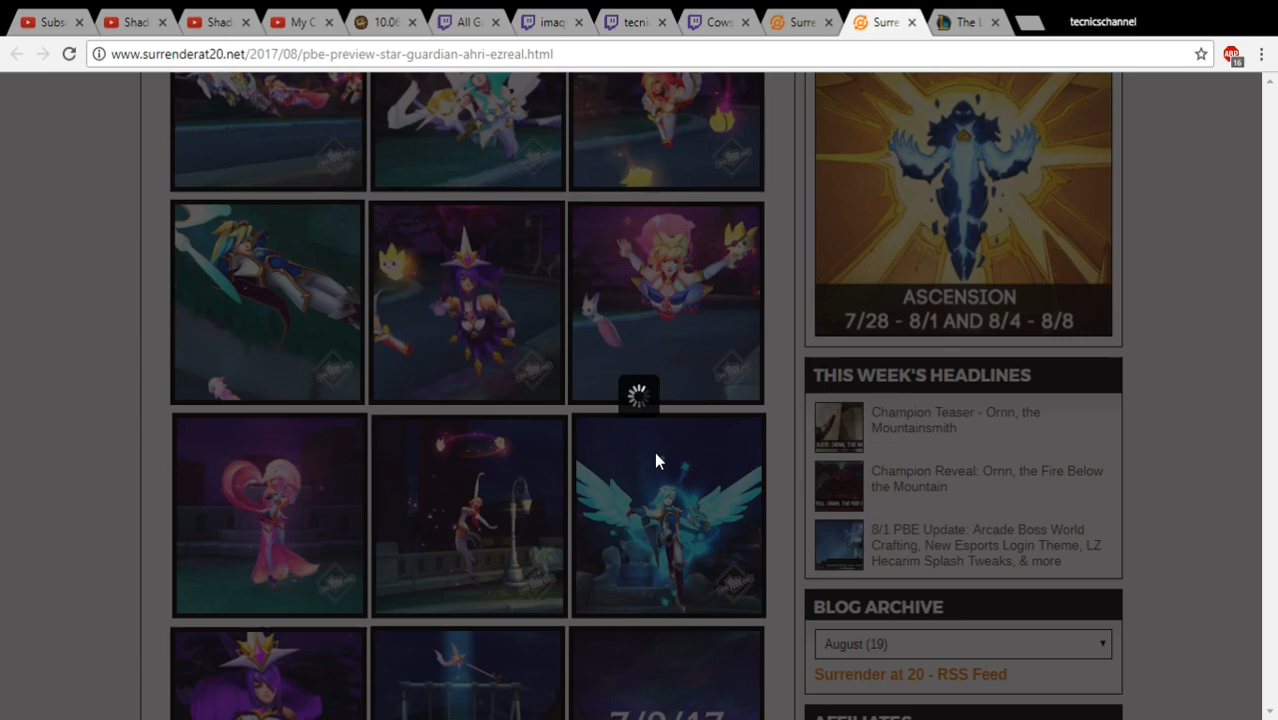 Subs
Shad
Shad
My C
10.06
All G
imaq
tecni
Cows
Surre
Surre
The L
tecnicschannel
www.surrenderat20.net/2017/08/pbe-preview-star-guardian-ahri-ezreal.html
ABP
16
ASCENSION
7/28 - 8/1 AND 8/4 - 8/8
THIS WEEK'S HEADLINES
Champion Teaser - Ornn, the
Mountainsmith
Champion Reveal: Ornn, the Fire Below
the Mountain
8/1 PBE Update: Arcade Boss World
Crafting, New Esports Login Theme, LZ
Hecarim Splash Tweaks, & more
BLOG ARCHIVE
August (19)
Surrender at 20 - RSS Feed
AFFILIATES